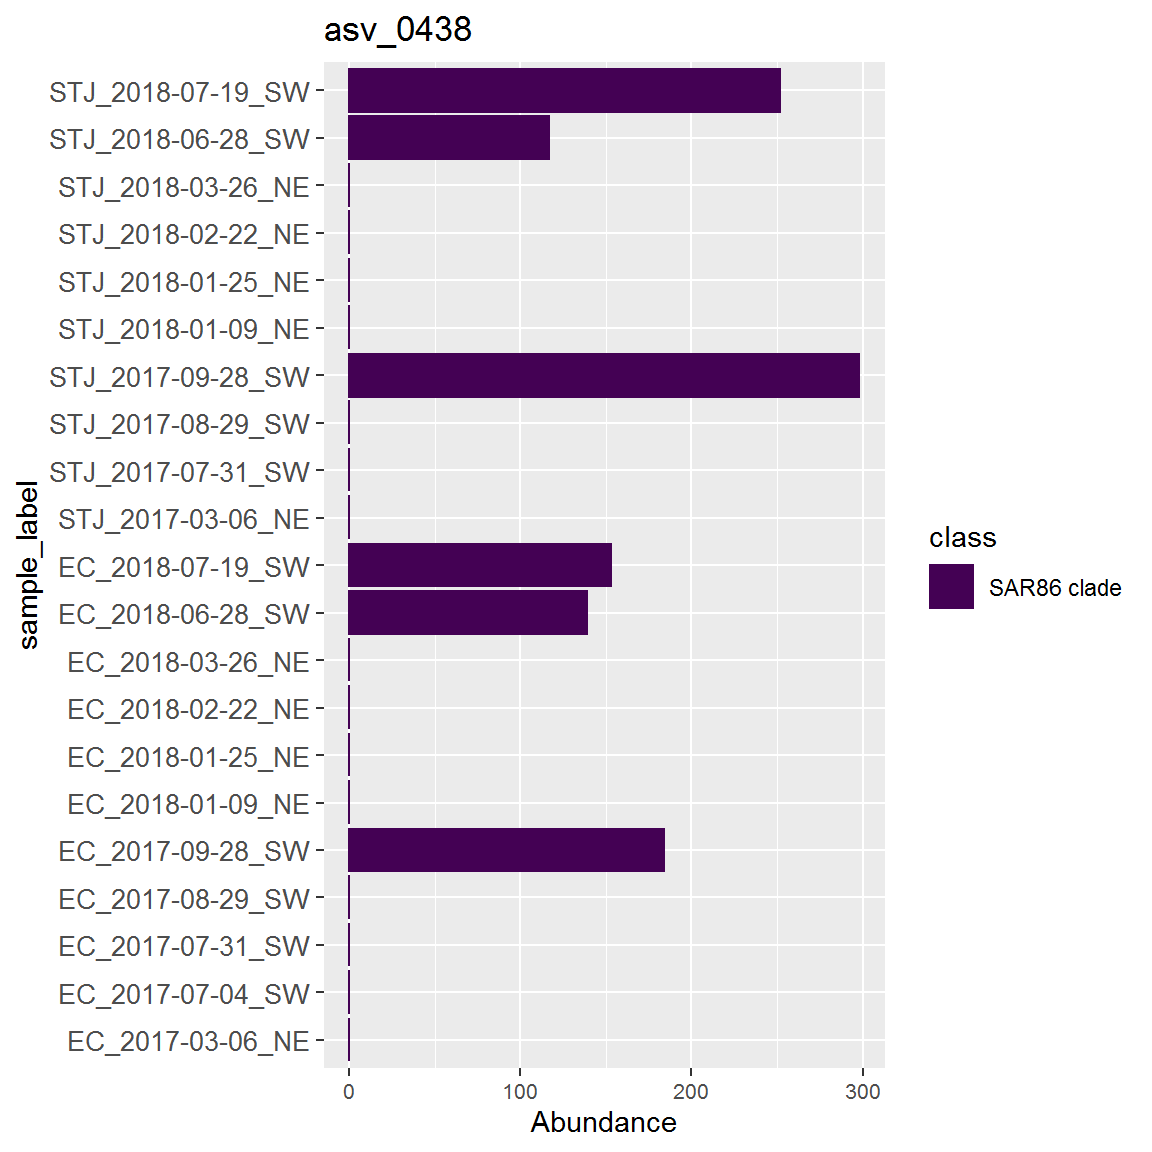 asv_0438
STJ_2018-07-19_SW
STJ_2018-06-28_SW
STJ_2018-03-26_NE
STJ_2018-02-22_NE
STJ_2018-01-25_NE
STJ_2018-01-09_NE
STJ_2017-09-28_SW
STJ_2017-08-29_SW
STJ_2017-07-31_SW
STJ_2017-03-06_NE
EC_2018-07-19_SW
EC_2018-06-28_SW
EC_2018-03-26_NE
EC_2018-02-22_NE
EC_2018-01-25_NE
EC_2018-01-09_NE
EC_2017-09-28_SW
EC_2017-08-29_SW
EC_2017-07-31_SW
EC_2017-07-04_SW
EC_2017-03-06_NE
sample_label
0 100 200 300
Abundance
class
SAR86 clade